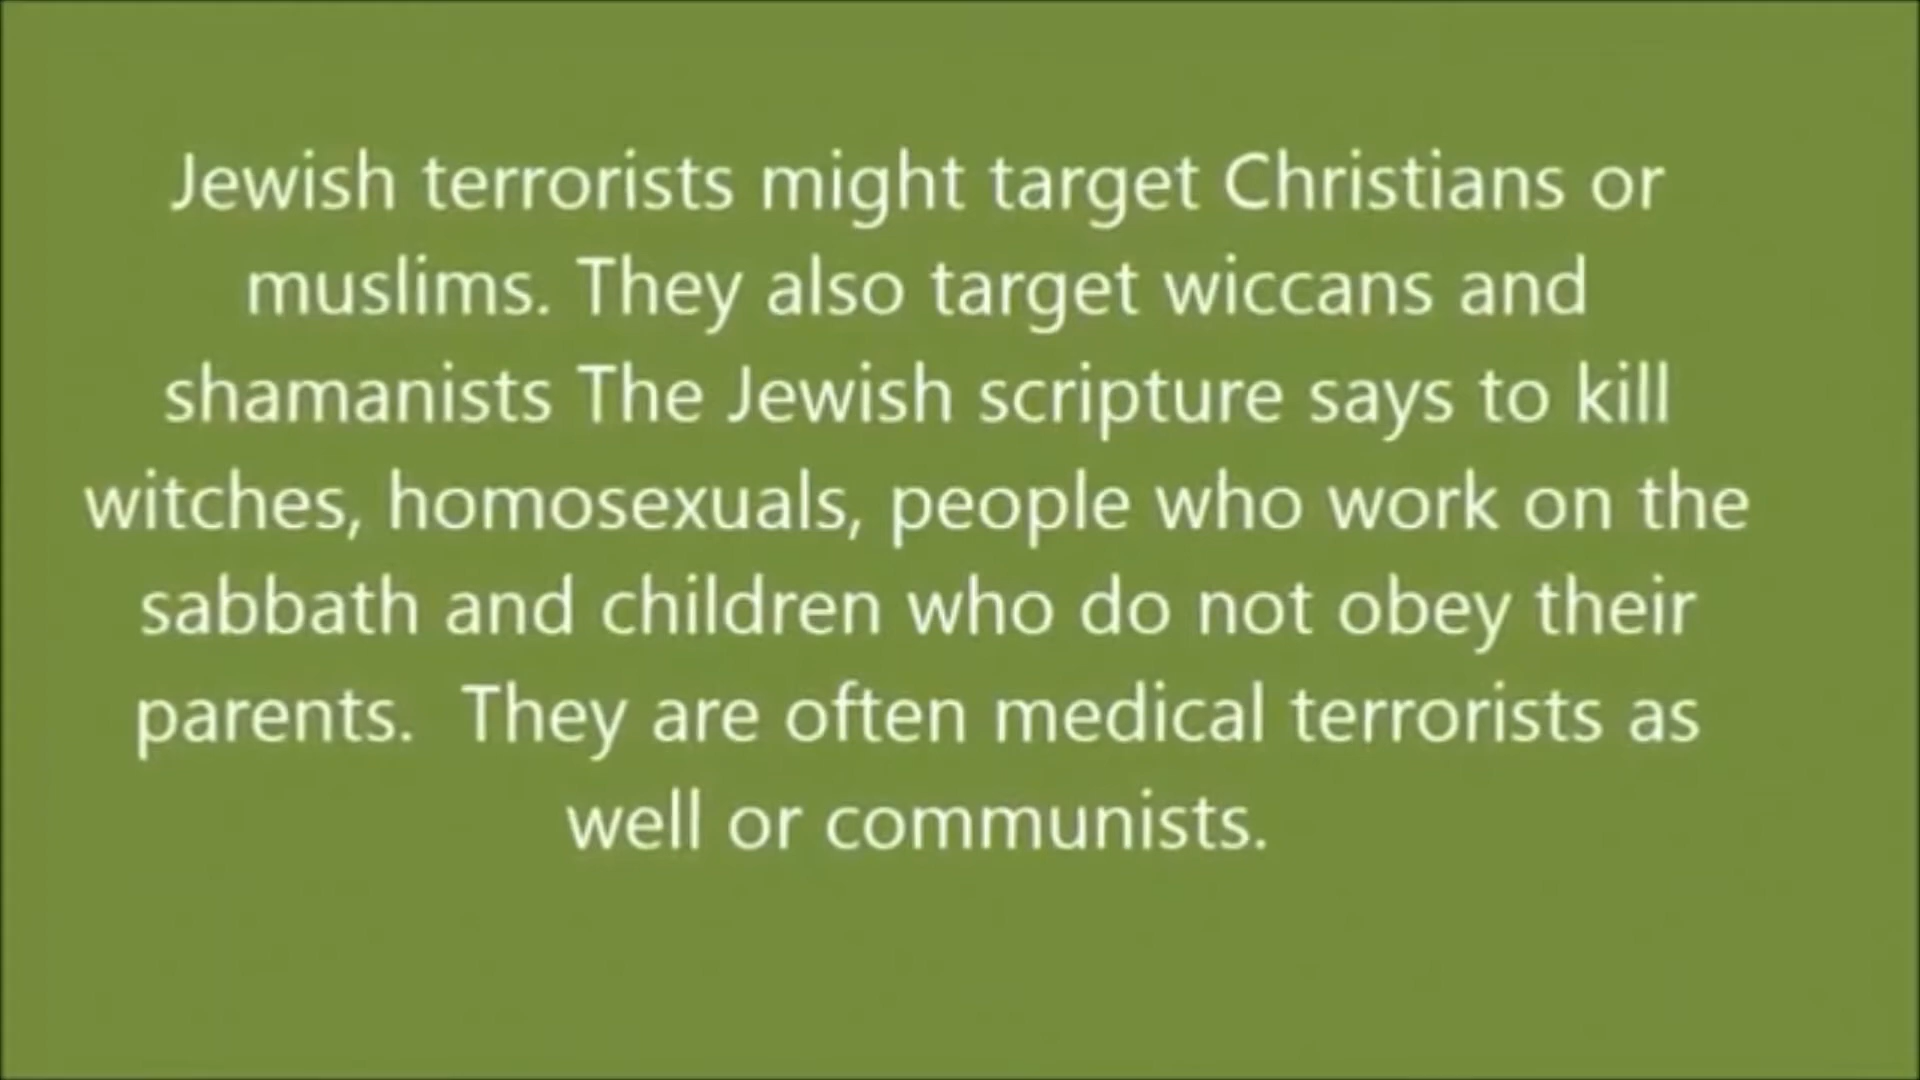 Jewish terrorists might target Christians or
muslims. They also target wiccans and
shamanists The Jewish scripture says to kill
witches, homosexuals, people who work on the
sabbath and children who do not obey their
parents.  They are often medical terrorists as
well or communists.